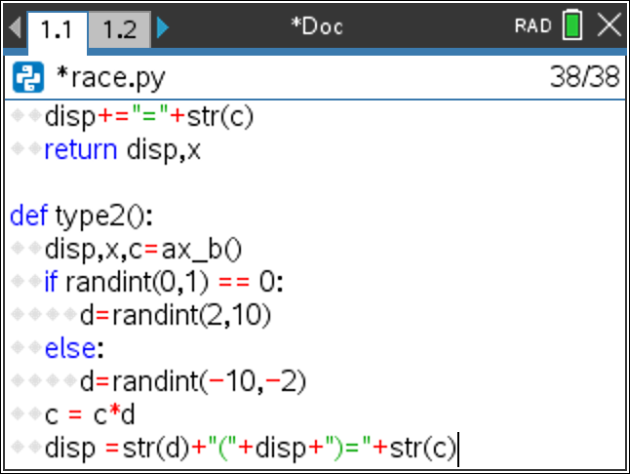 1.1 1.2 *Doc RAD
*race.py 38/38
disp+="="+str(c)
return disp,x
def type2():
disp,x,c=ax_b()
if randint(0,1) == 0:
d=randint(2,10)
else:
d=randint(-10,-2)
c = c*d
disp =str(d)+"("+disp+")="+str(c)